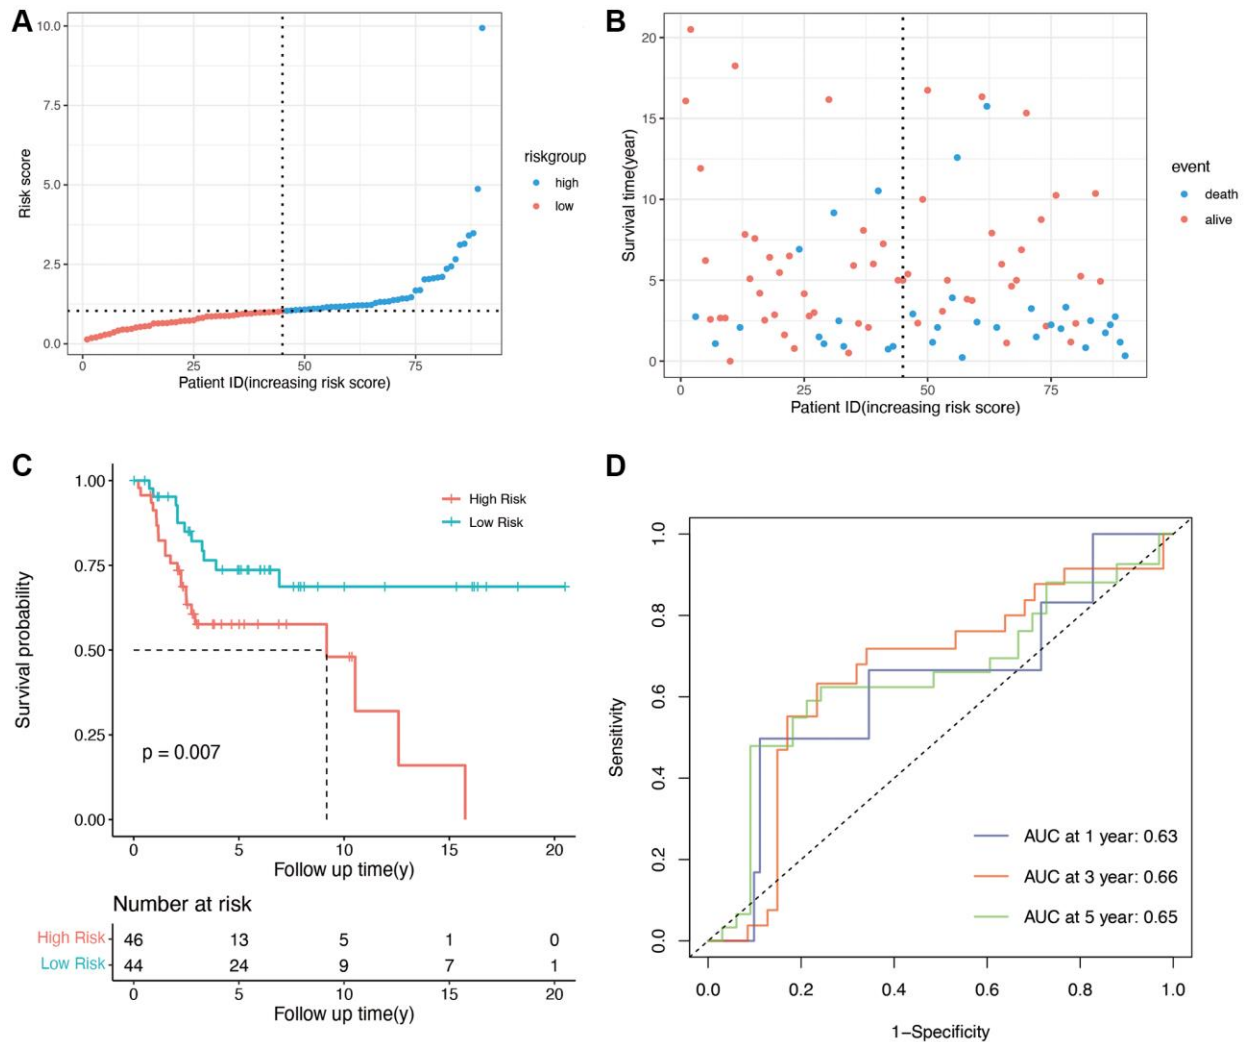 A
10.0
7.5
5.0
2.5
0.0
Risk score
0
25
50
75
Patient ID(increasing risk score)
riskgroup
high
low
B
20
15
10
5
0
Survival time(year)
0
25
50
75
Patient ID(increasing risk score)
event
death
alive
C
1.00
0.75
0.50
0.25
0.00
Survival probability
High Risk
Low Risk
p = 0.007
0
5
10
15
20
Follow up time(y)
Number at risk
High Risk 46 13 5 1 0
Low Risk 44 24 9 7 1
0
5
10
15
20
Follow up time(y)
D
1.0
0.8
0.6
0.4
0.2
0.0
Sensitivity
AUC at 1 year: 0.63
AUC at 3 year: 0.66
AUC at 5 year: 0.65
0.0
0.2
0.4
0.6
0.8
1.0
1-Specificity